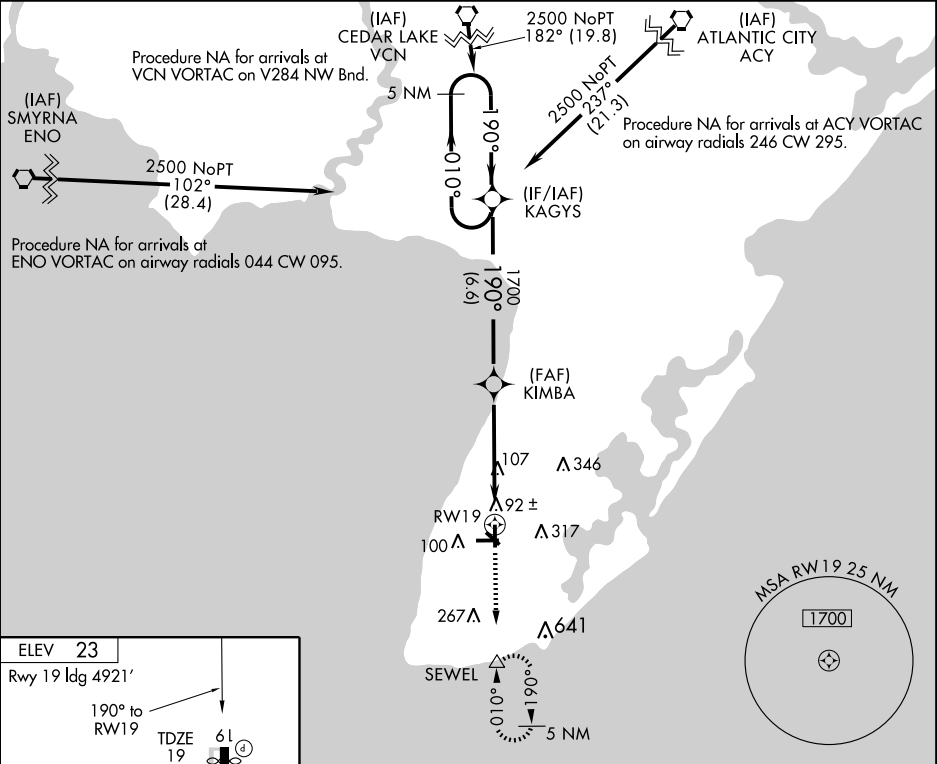 (IAF)
CEDAR LAKE
VCN
2500 NoPT
182° (19.8)
(IAF)
ATLANTIC CITY
ACY
Procedure NA for arrivals at
VCN VORTAC on V284 NW Bnd.
5 NM
2500 NoPT
237°
(21.3)
(IAF)
SMYRNA
ENO
Procedure NA for arrivals at ACY VORTAC
on airway radials 246 CW 295.
190°
010°
2500 NoPT
102°
(28.4)
(IF/IAF)
KAGYS
Procedure NA for arrivals at
ENO VORTAC on airway radials 044 CW 095.
1700
190°
(6.6)
(FAF)
KIMBA
107
346
92 ±
RW19
317
100
MSA RW19 25 NM
1700
267
641
SEWEL
010°
190°
5 NM
ELEV 23
Rwy 19 ldg 4921'
190° to
RW19
TDZE
19
19
P